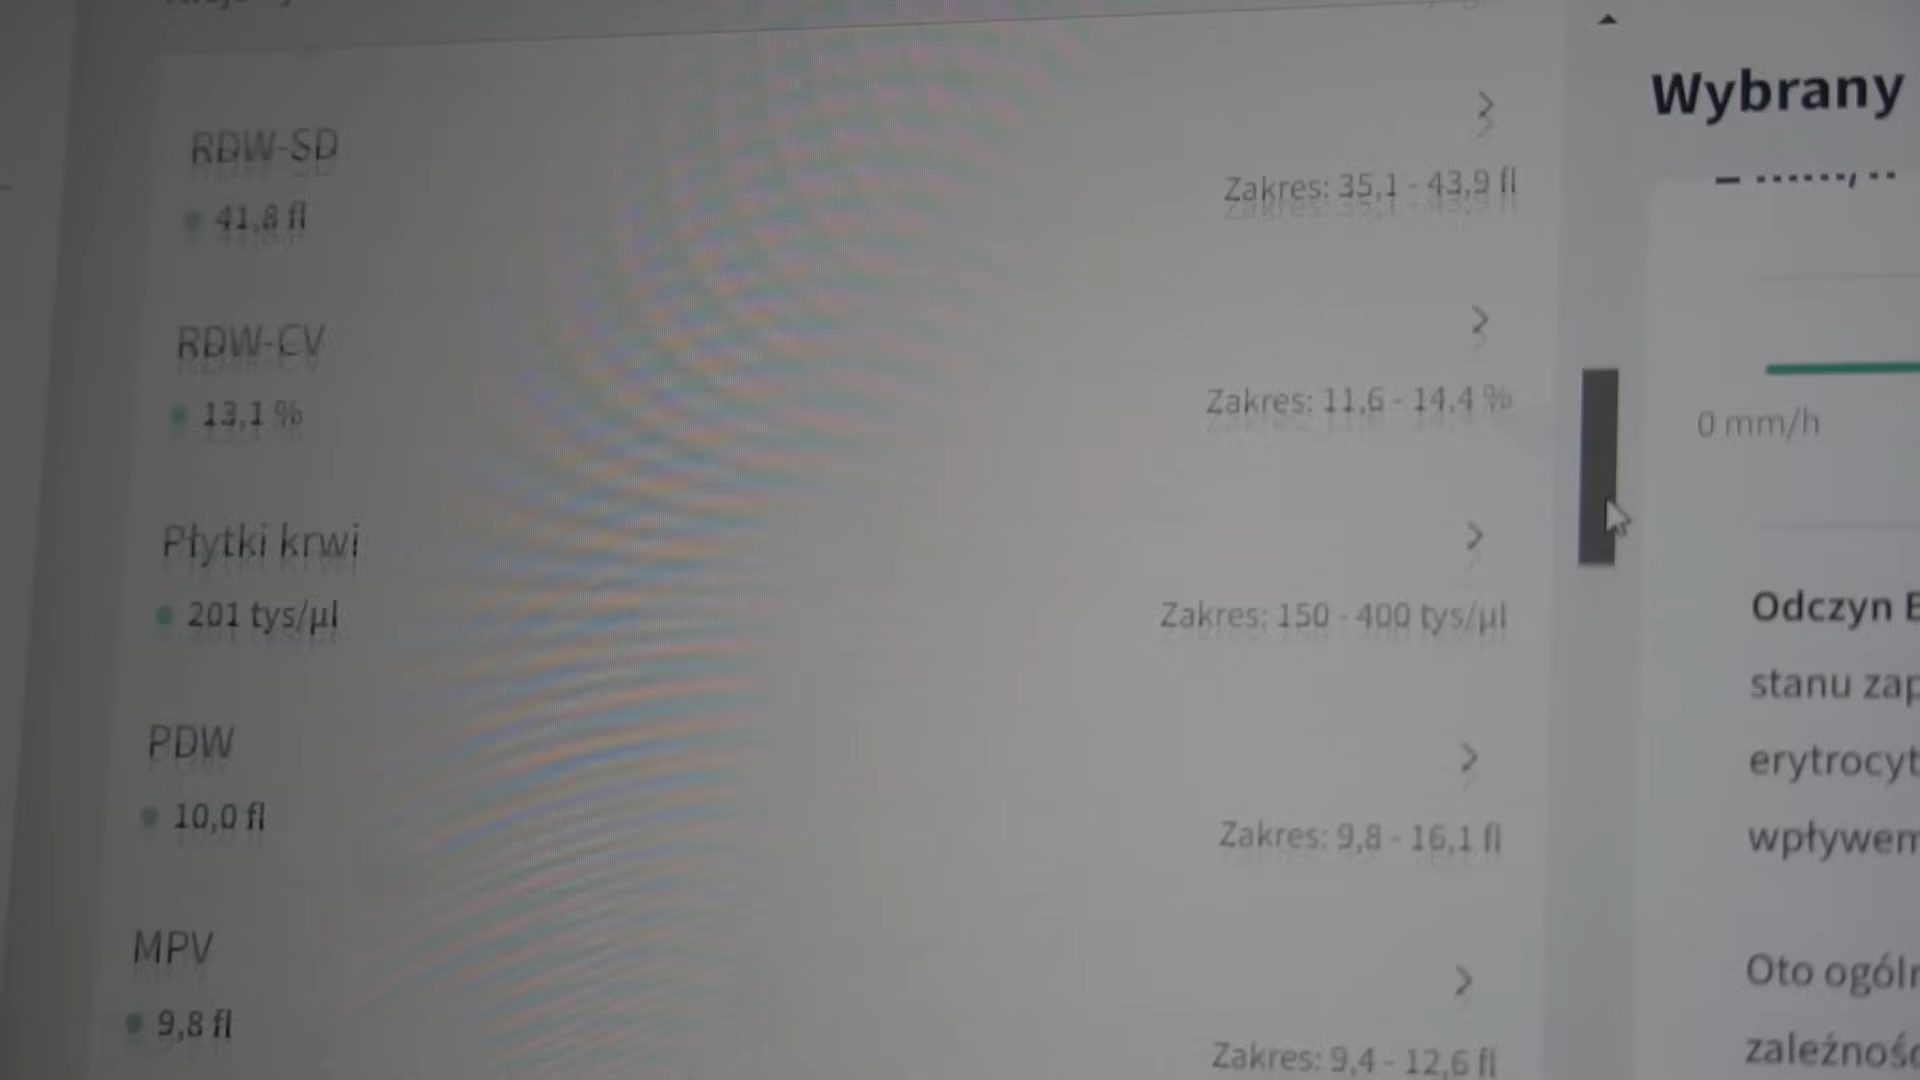 RDW-SD
41,8 fl
Zakres: 35,1 - 43,9 fl
RDW-CV
13,1 %
Zakres: 11,6 - 14,4 %
Płytki krwi
201 tys/µl
Zakres: 150 - 400 tys/µl
PDW
10,0 fl
Zakres: 9,8 - 16,1 fl
MPV
9,8 fl
Zakres: 9,4 - 12,6 fl
Wybrany
0 mm/h
Odczyn
stanu